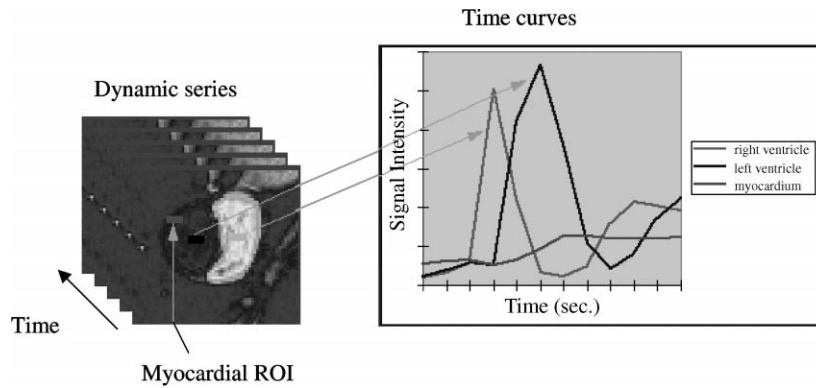 Time curves
Dynamic series
Signal Intensity
right ventricle
left ventricle
myocardium
Time (sec.)
Time
Myocardial ROI